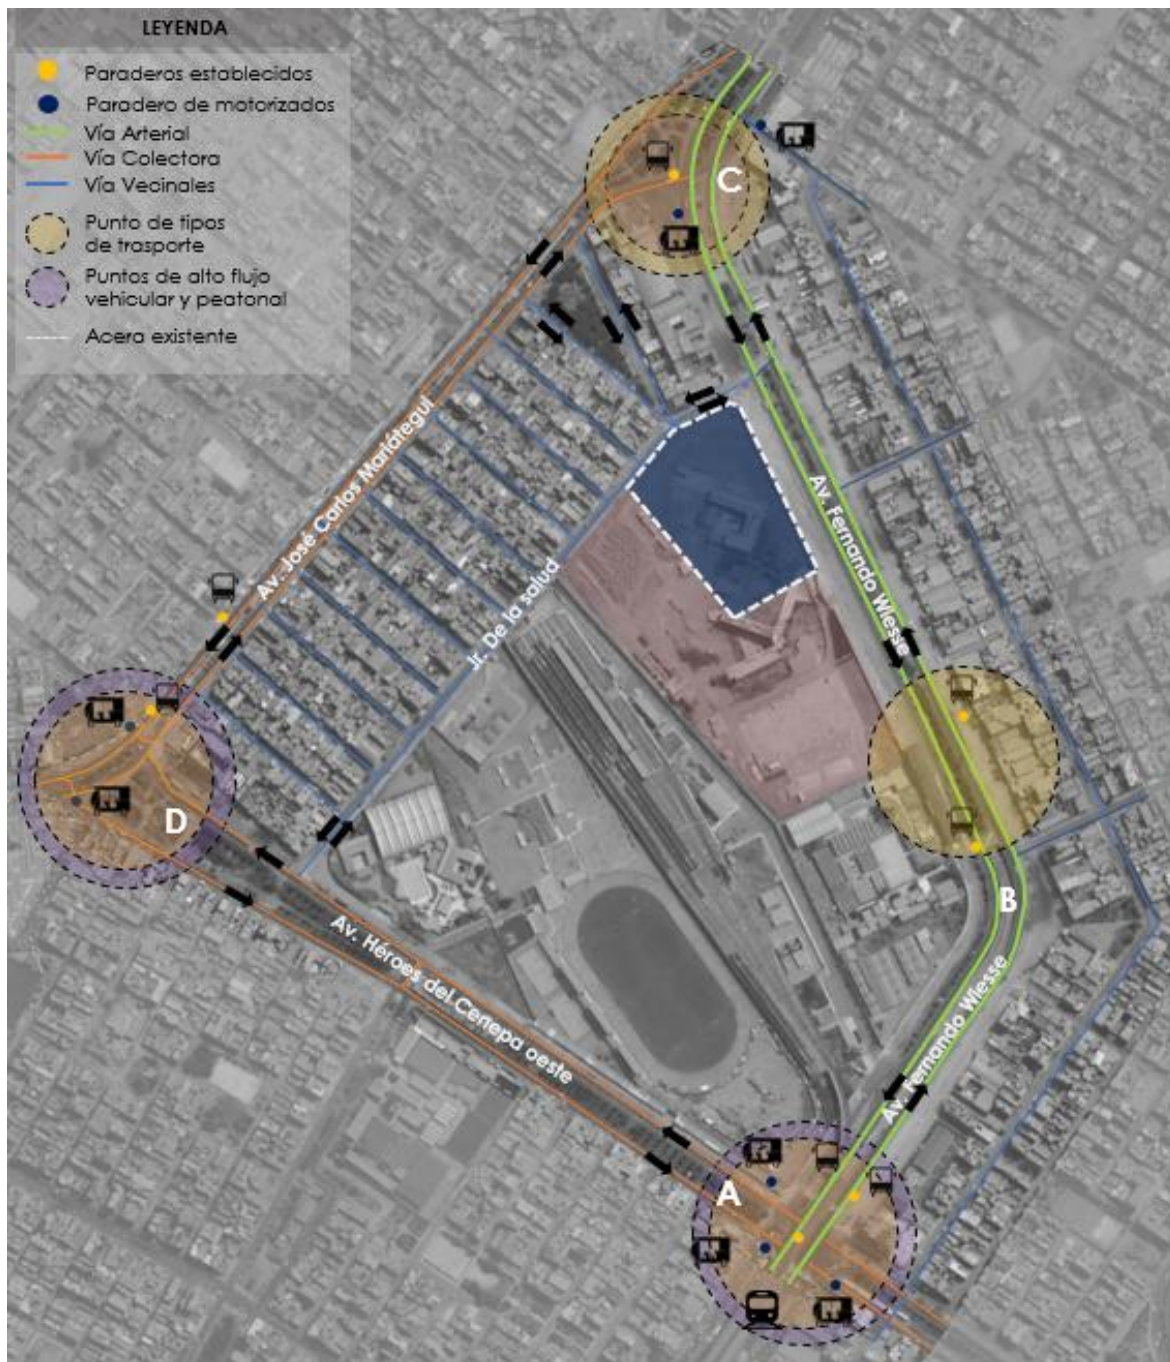 LEYENDA
Paraderos establecidos
Paradero de motorizados
Vía Arterial
Vía Colectora
Vía Vecinales
Punto de tipos
de trasporte
Puntos de alto flujo
vehicular y peatonal
Acera existente
C
Av. José Carlos Mariátegui
Av. Fernando Wiesse
Jr. De la salud
D
B
Av. Héroes del Cenepa oeste
Av. Fernando Wiesse
A